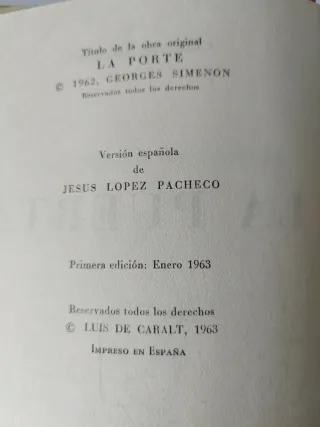 Título de la obra original
LA PORTE
© 1962, GEORGES SIMENON
Reservados todos los derechos
Versión española
de
JESUS LOPEZ PACHECO
Primera edición: Enero 1963
Reservados todos los derechos
© LUIS DE CARALT, 1963
IMPRESO EN ESPAÑA